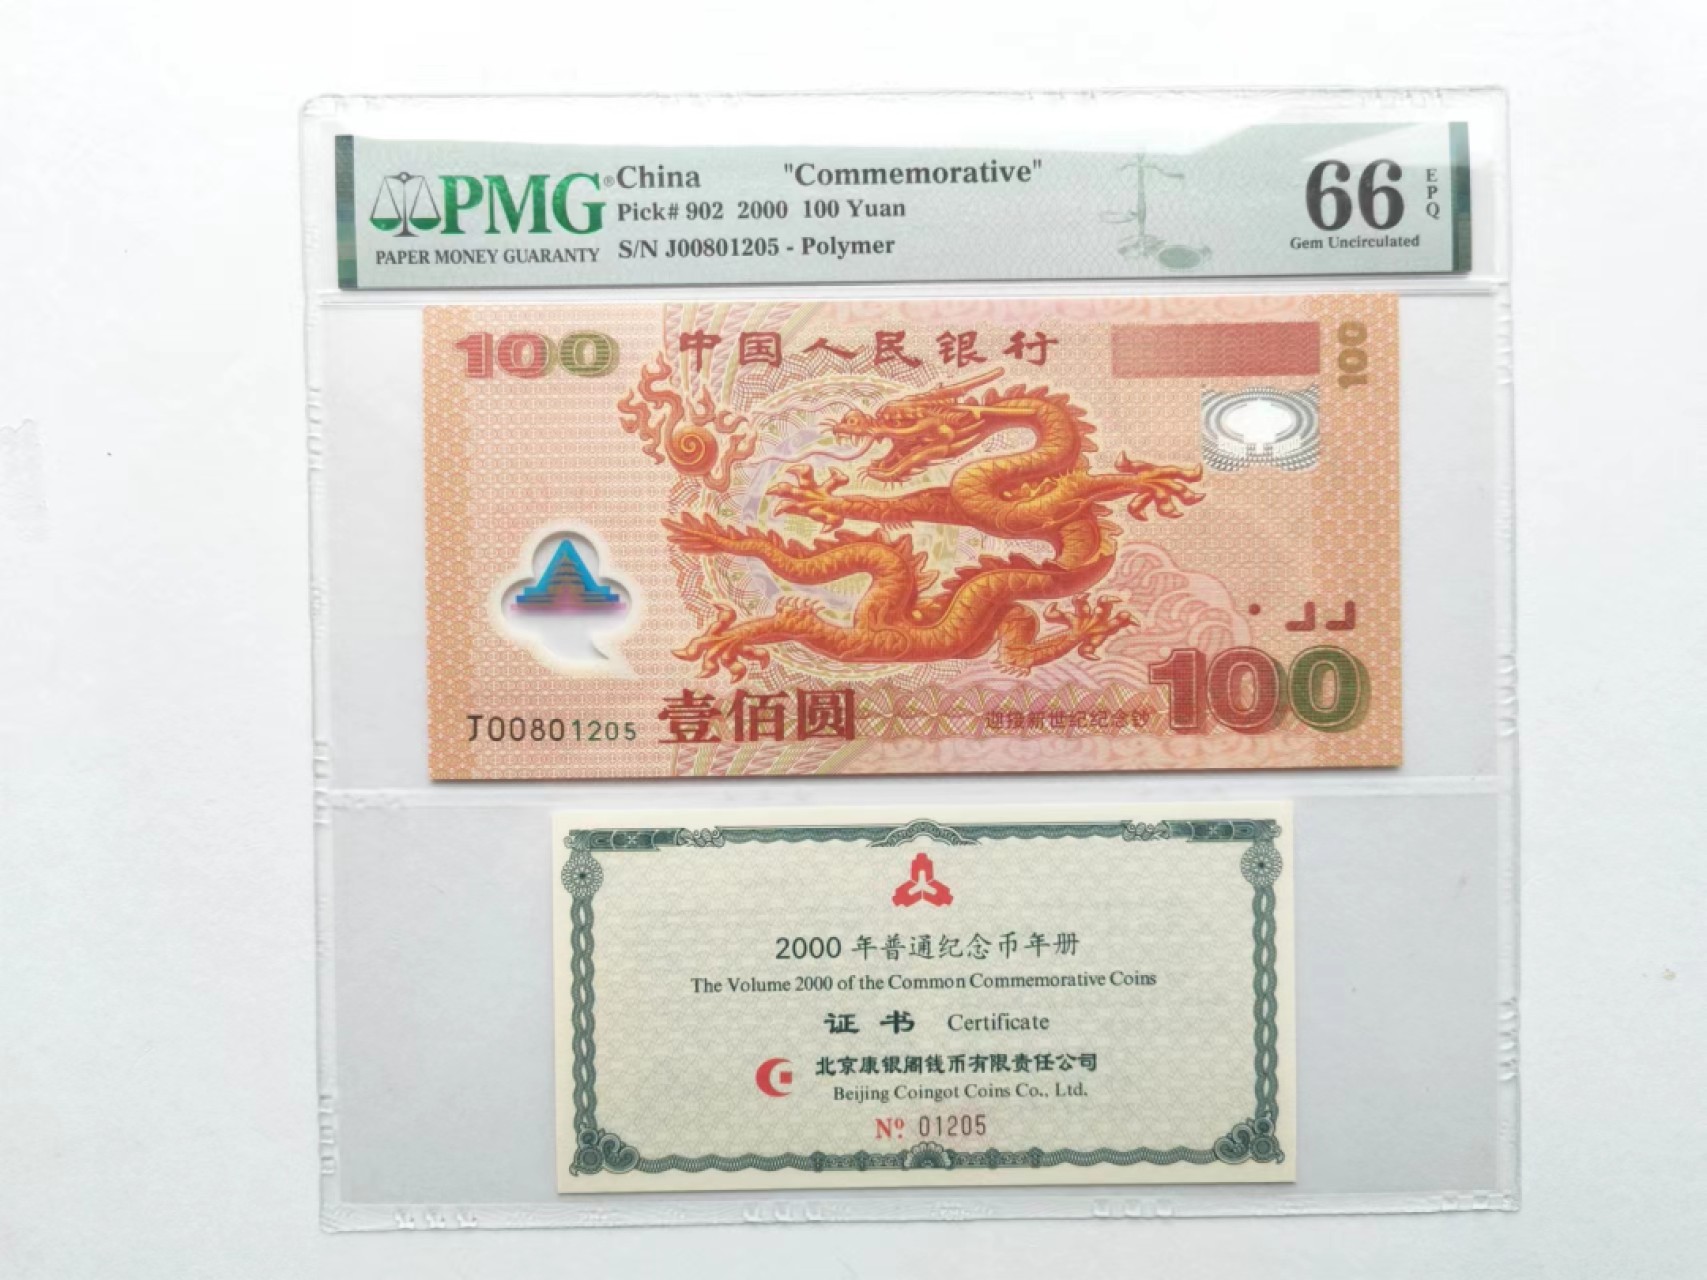 PMG® China "Commemorative" 66 EPQ
Pick# 902 2000 100 Yuan
PAPER MONEY GUARANTY S/N J00801205 - Polymer Gem Uncirculated
100 中国人民银行 100
J00801205 壹佰圆 迎接新世纪纪念钞 100
2000 年普通纪念币年册
The Volume 2000 of the Common Commemorative Coins
证书 Certificate
北京康银阁钱币有限责任公司
Beijing Coingot Coins Co., Ltd.
Nº. 01205